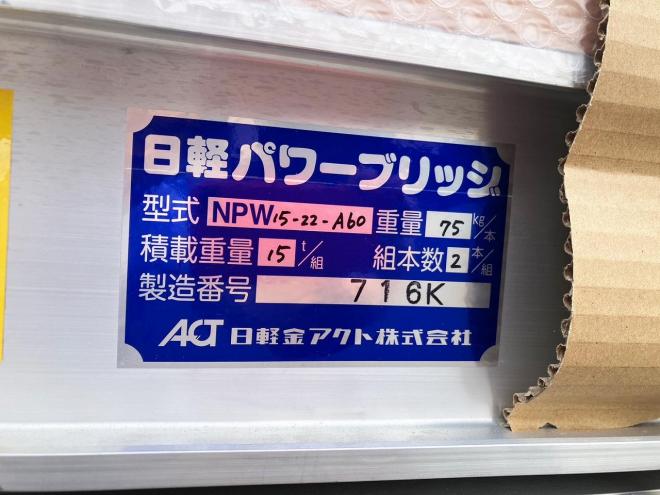 日軽パワーブリッジ
型式 NPW15-22-A60 重量 75 kg/本
積載重量 15 t/組 組本数 2 本/組
製造番号 716K
ACT 日軽金アクト株式会社